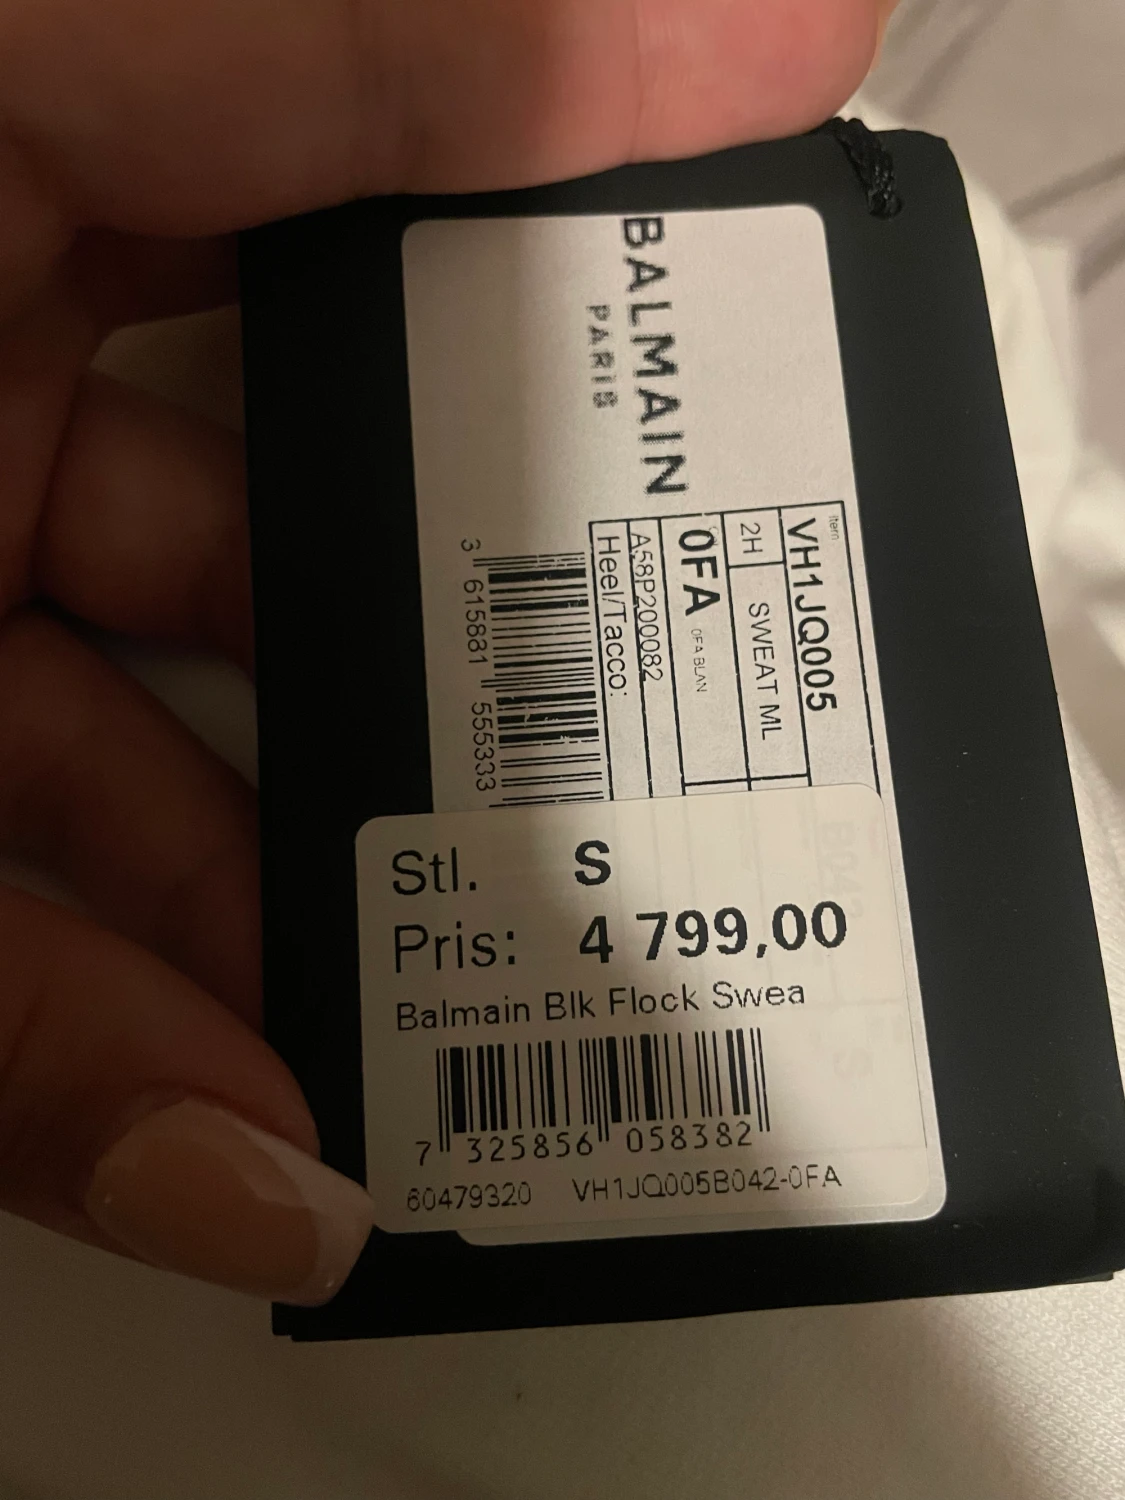 BALMAIN
PARIS
Item
VH1JQ005
2H SWEAT ML
0FA 0FA BLAN
A58P200082
Heel/Tacco:
3 615881 555333
Stl. S
Pris: 4 799,00
Balmain Blk Flock Swea
7 325856 058382
60479320 VH1JQ005B042-0FA